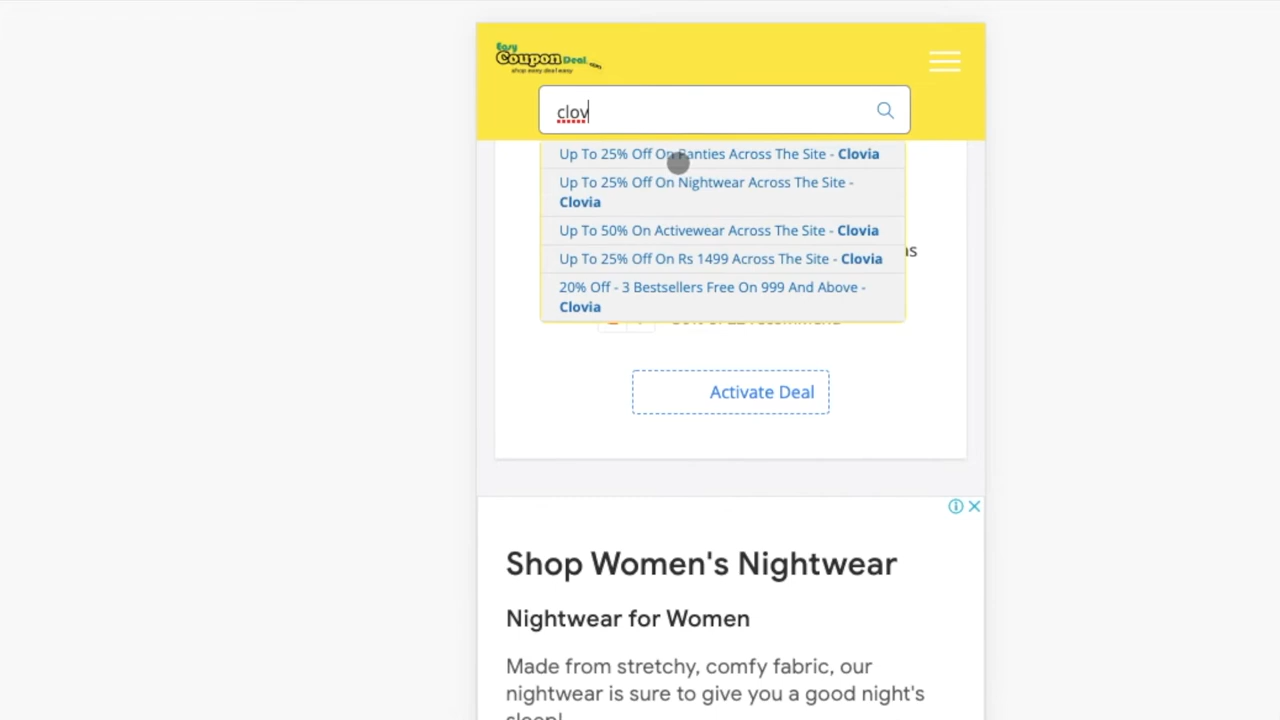 Easy
Coupon Deal .com
shop easy deal easy
clov
Up To 25% Off On Panties Across The Site - Clovia
Up To 25% Off On Nightwear Across The Site -
Clovia
Up To 50% On Activewear Across The Site - Clovia
Up To 25% Off On Rs 1499 Across The Site - Clovia
20% Off - 3 Bestsellers Free On 999 And Above -
Clovia
Activate Deal
Shop Women's Nightwear
Nightwear for Women
Made from stretchy, comfy fabric, our
nightwear is sure to give you a good night's
sleep!